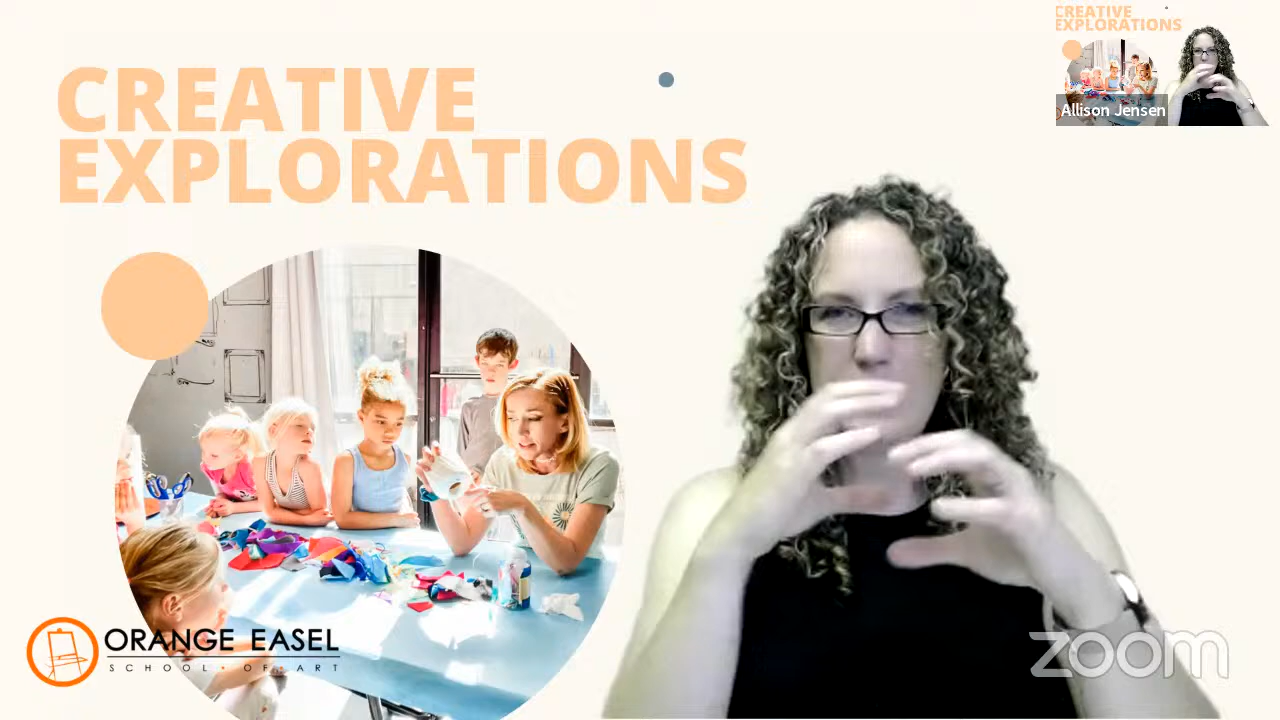 CREATIVE
EXPLORATIONS
CREATIVE
EXPLORATIONS
Allison Jensen
ORANGE EASEL
SCHOOL · OF · ART
zoom